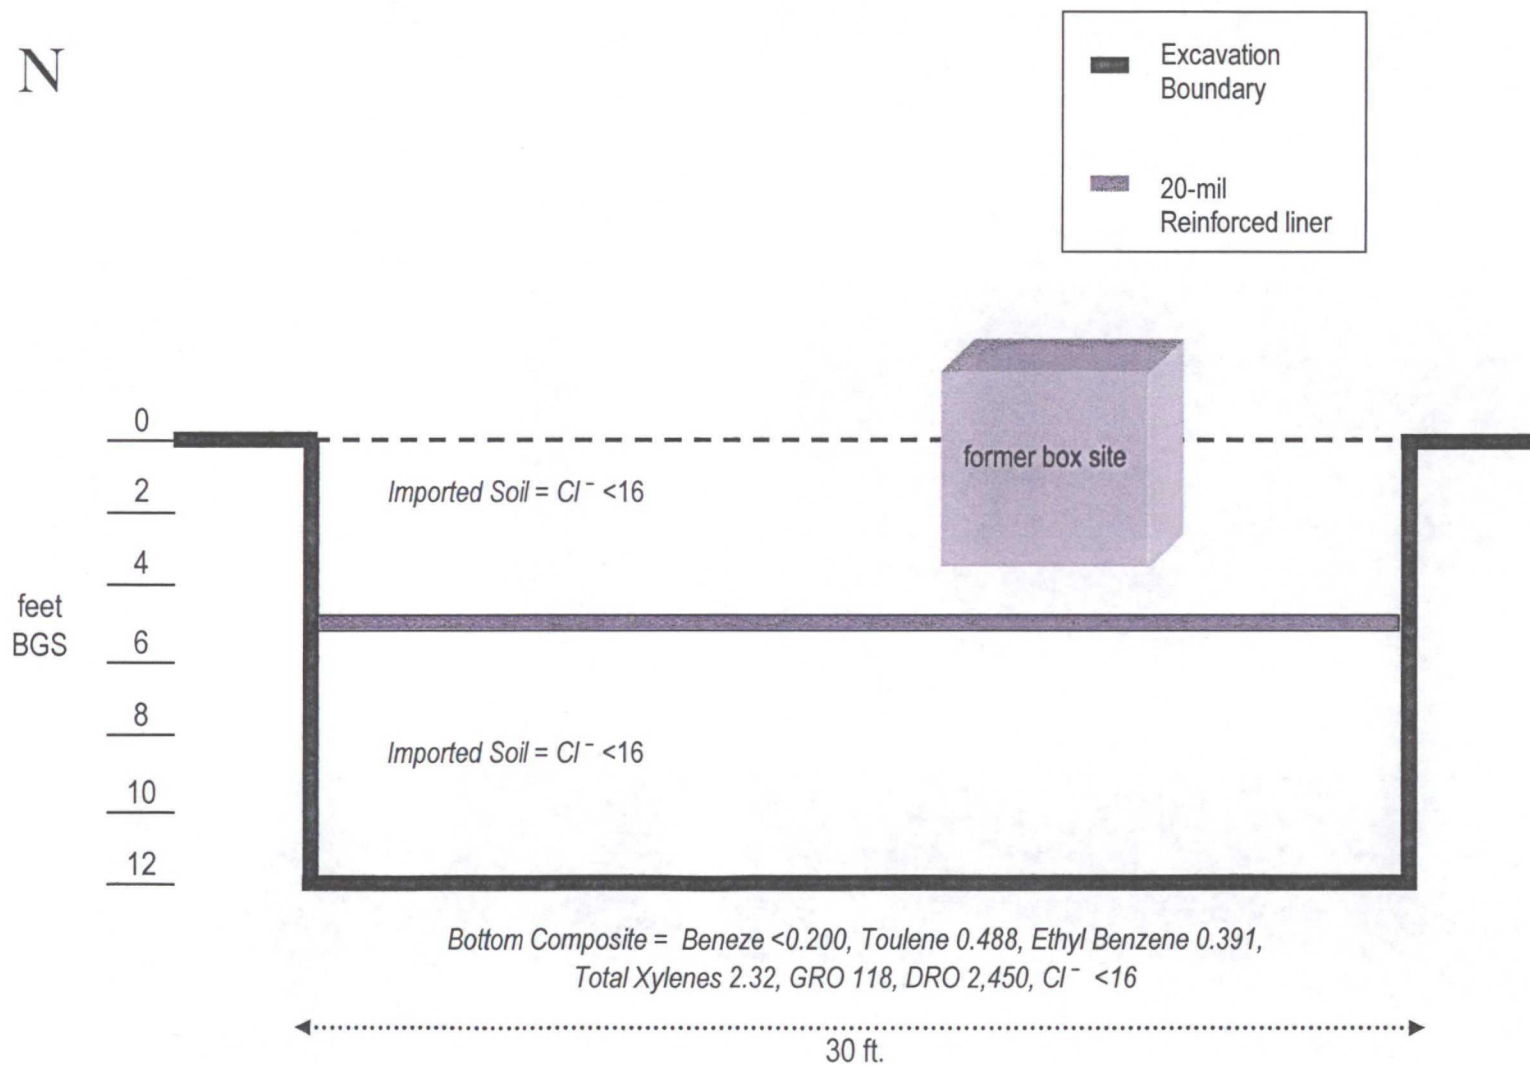 N
Excavation
Boundary
20-mil
Reinforced liner
0
2
4
6
8
10
12
feet
BGS
former box site
Imported Soil = Cl⁻ <16
Imported Soil = Cl⁻ <16
Bottom Composite = Beneze <0.200, Toulene 0.488, Ethyl Benzene 0.391,
Total Xylenes 2.32, GRO 118, DRO 2,450, Cl⁻ <16
30 ft.